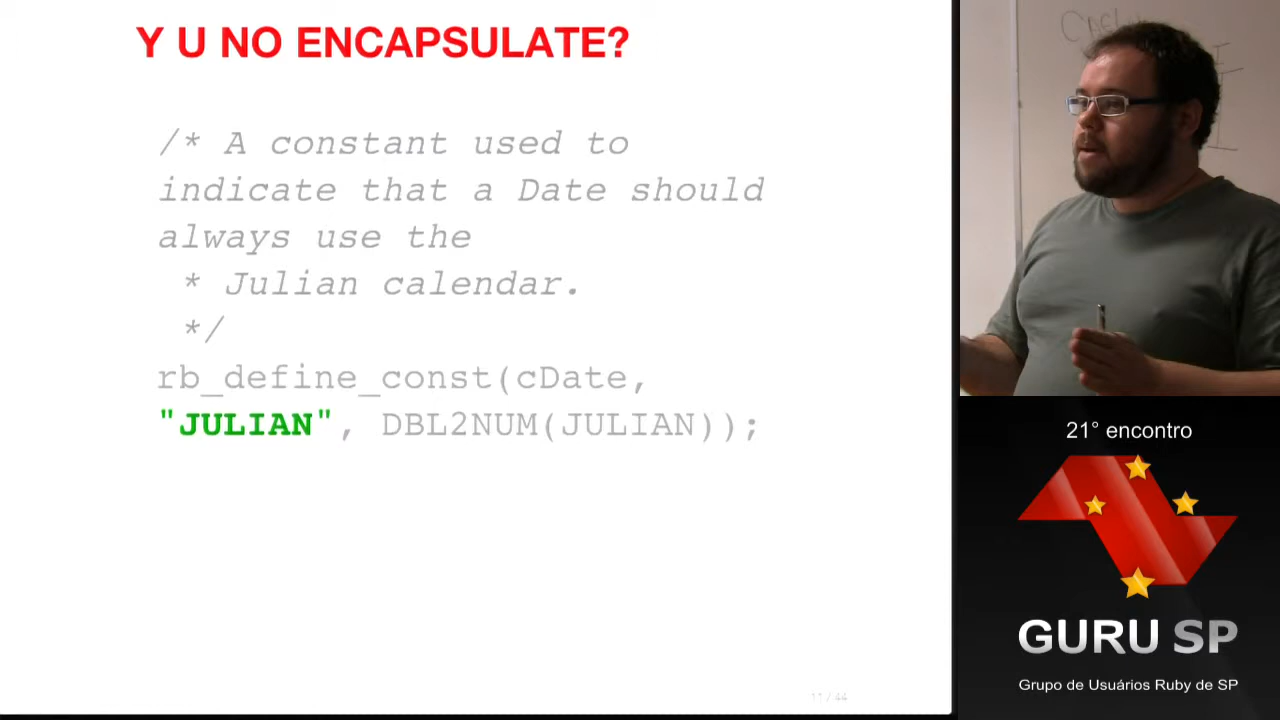 Y U NO ENCAPSULATE?
/* A constant used to
indicate that a Date should
always use the
* Julian calendar.
*/
rb_define_const(cDate,
"JULIAN", DBL2NUM(JULIAN));
11 / 44
21° encontro
GURU SP
Grupo de Usuários Ruby de SP